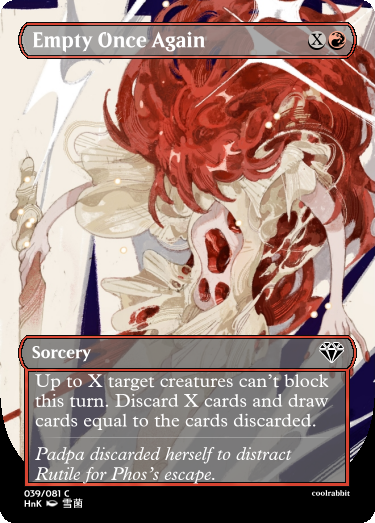 Empty Once Again X
Sorcery
Up to X target creatures can't block
this turn. Discard X cards and draw
cards equal to the cards discarded.
Padpa discarded herself to distract
Rutile for Phos's escape.
039/081 C
HnK 雪菌 coolrabbit